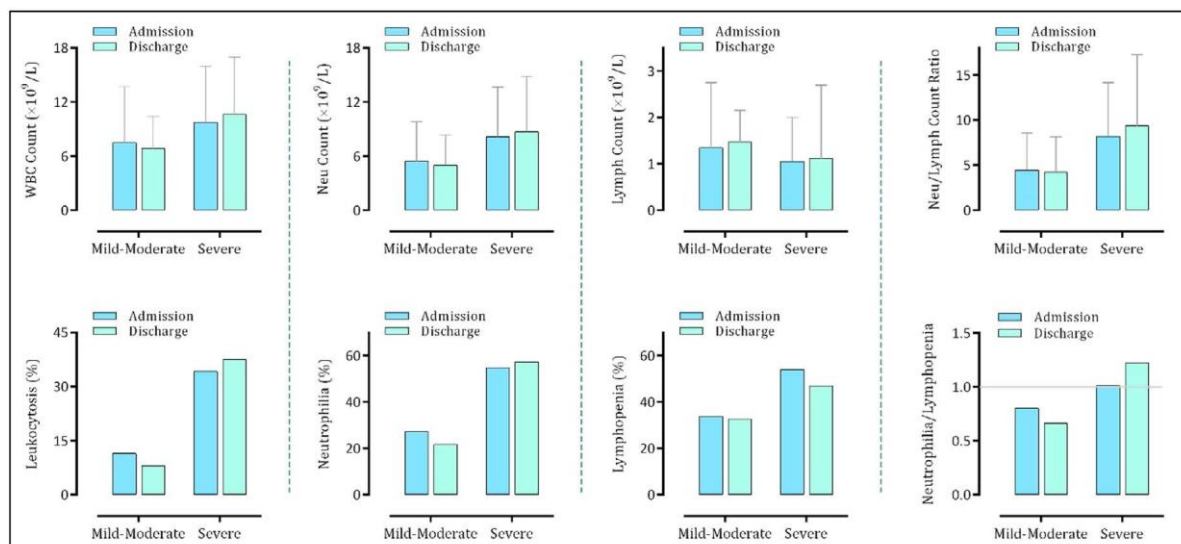 Admission
Discharge
WBC Count (×10⁹/L)
18
12
6
0
Mild-Moderate Severe
Admission
Discharge
Neu Count (×10⁹/L)
18
12
6
0
Mild-Moderate Severe
Admission
Discharge
Lymph Count (×10⁹/L)
3
2
1
0
Mild-Moderate Severe
Admission
Discharge
Neu/Lymph Count Ratio
15
10
5
0
Mild-Moderate Severe
Admission
Discharge
Leukocytosis (%)
45
30
15
0
Mild-Moderate Severe
Admission
Discharge
Neutrophilia (%)
60
40
20
0
Mild-Moderate Severe
Admission
Discharge
Lymphopenia (%)
60
40
20
0
Mild-Moderate Severe
Admission
Discharge
Neutrophilia/Lymphopenia
1.5
1.0
0.5
0.0
Mild-Moderate Severe